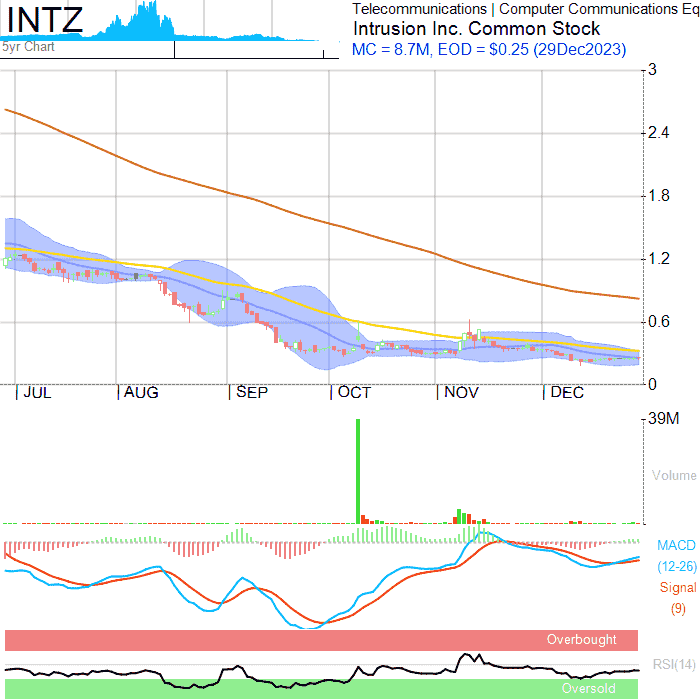 INTZ
5yr Chart
Telecommunications | Computer Communications Eq
Intrusion Inc. Common Stock
MC = 8.7M, EOD = $0.25 (29Dec2023)
3
2.4
1.8
1.2
0.6
0
JUL AUG SEP OCT NOV DEC
39M
Volume
MACD
(12-26)
Signal
(9)
Overbought
RSI(14)
Oversold